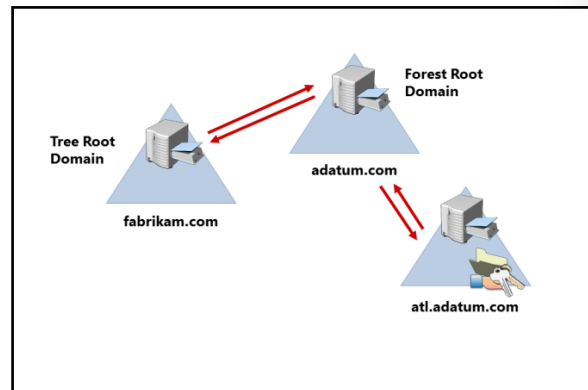 Forest Root
Domain
Tree Root
Domain
adatum.com
fabrikam.com
atl.adatum.com